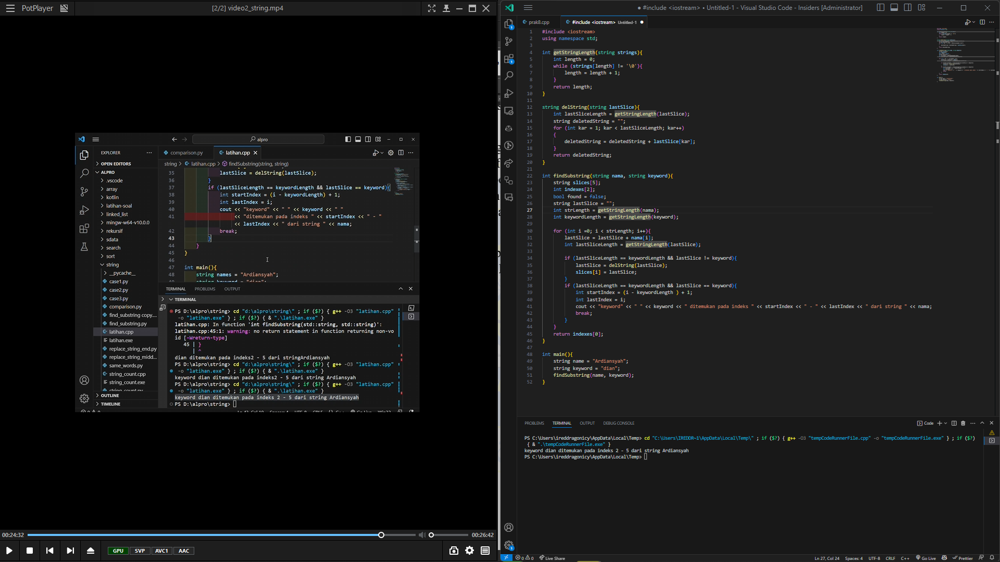 PotPlayer
[2/2] video2_string.mp4
alpro
EXPLORER
OPEN EDITORS
ALPRO
.vscode
array
kotlin
latihan-soal
linked_list
mingw-w64-v10.0.0
rekursif
sdata
search
sort
string
__pycache__
case1.py
case2.py
case3.py
comparison.py
find_substring copy....
find_substring.py
latihan.cpp
latihan.exe
replace_string_end.py
replace_string_midd...
same_words.py
string_count.cpp
string_count.exe
string_count.py
OUTLINE
TIMELINE
comparison.py
latihan.cpp
string > latihan.cpp > findSubstring(string, string)
35 lastSlice = delString(lastSlice);
36 }
37 if (lastSliceLength == keywordLength && lastSlice == keyword){
38 int startIndex = (i - keywordLength) + 1;
39 int lastIndex = i;
40 cout << "keyword" << " " << keyword << " "
41 << "ditemukan pada indeks " << startIndex << " - "
<< lastIndex << " dari string " << nama;
42 break;
43 }
44 }
45 }
46
47 int main(){
48 string names = "Ardiansyah";
49 string keyword = "dian";
TERMINAL PROBLEMS OUTPUT
TERMINAL
PS D:\alpro\string> cd "d:\alpro\string\" ; if ($?) { g++ -O3 "latihan.cpp"
-o "latihan.exe" } ; if ($?) { & ".\latihan.exe" }
latihan.cpp: In function 'int findSubstring(std::string, std::string)':
latihan.cpp:45:1: warning: no return statement in function returning non-vo
id [-Wreturn-type]
45 | }
| ^
dian ditemukan pada indeks2 - 5 dari stringArdiansyah
PS D:\alpro\string> cd "d:\alpro\string\" ; if ($?) { g++ -O3 "latihan.cpp"
-o "latihan.exe" } ; if ($?) { & ".\latihan.exe" }
keyword dian ditemukan pada indeks2 - 5 dari string Ardiansyah
PS D:\alpro\string> cd "d:\alpro\string\" ; if ($?) { g++ -O3 "latihan.cpp"
-o "latihan.exe" } ; if ($?) { & ".\latihan.exe" }
keyword dian ditemukan pada indeks 2 - 5 dari string Ardiansyah
PS D:\alpro\string>
00:24:32
00:26:42
GPU SVP AVC1 AAC
● #include <iostream> • Untitled-1 - Visual Studio Code - Insiders [Administrator]
prak8.cpp
#include <iostream> Untitled-1 ●
1 #include <iostream>
2 using namespace std;
3
4 int getStringLength(string strings){
5 int length = 0;
6 while (strings[length] != '\0'){
7 length = length + 1;
8 }
9 return length;
10 }
11
12 string delString(string lastSlice){
13 int lastSliceLength = getStringLength(lastSlice);
14 string deletedString = "";
15 for (int kar = 1; kar < lastSliceLength; kar++)
16 {
17 deletedString = deletedString + lastSlice[kar];
18 }
19 return deletedString;
20 }
21
22 int findSubstring(string nama, string keyword){
23 string slices[5];
24 int indexes[2];
25 bool found = false;
26 string lastSlice = "";
27 int strLength = getStringLength(nama);
28 int keywordLength = getStringLength(keyword);
29
30 for (int i =0; i < strLength; i++){
31 lastSlice = lastSlice + nama[i];
32 int lastSliceLength = getStringLength(lastSlice);
33
34 if (lastSliceLength == keywordLength && lastSlice != keyword){
35 lastSlice = delString(lastSlice);
36 slices[i] = lastSlice;
37 }
38 if (lastSliceLength == keywordLength && lastSlice == keyword){
39 int startIndex = (i - keywordLength ) + 1;
40 int lastIndex = i;
41 cout << "keyword" << " " << keyword << " ditemukan pada indeks " << startIndex << " - " << lastIndex << " dari string " << nama;
42 break;
43 }
44 }
45 return indexes[0];
46 }
47
48 int main(){
49 string name = "Ardiansyah";
50 string keyword = "dian";
51 findSubstring(name, keyword);
52 }
PROBLEMS TERMINAL OUTPUT DEBUG CONSOLE
Code
PS C:\Users\ireddragonicy\AppData\Local\Temp> cd "C:\Users\IREDDR~1\AppData\Local\Temp\" ; if ($?) { g++ -O3 "tempCodeRunnerFile.cpp" -o "tempCodeRunnerFile.exe" } ; if ($?)
{ & ".\tempCodeRunnerFile.exe" }
keyword dian ditemukan pada indeks 2 - 5 dari string Ardiansyah
PS C:\Users\ireddragonicy\AppData\Local\Temp>
0 0 Live Share
Ln 27, Col 24 Spaces: 4 UTF-8 CRLF C++ Go Live Prettier